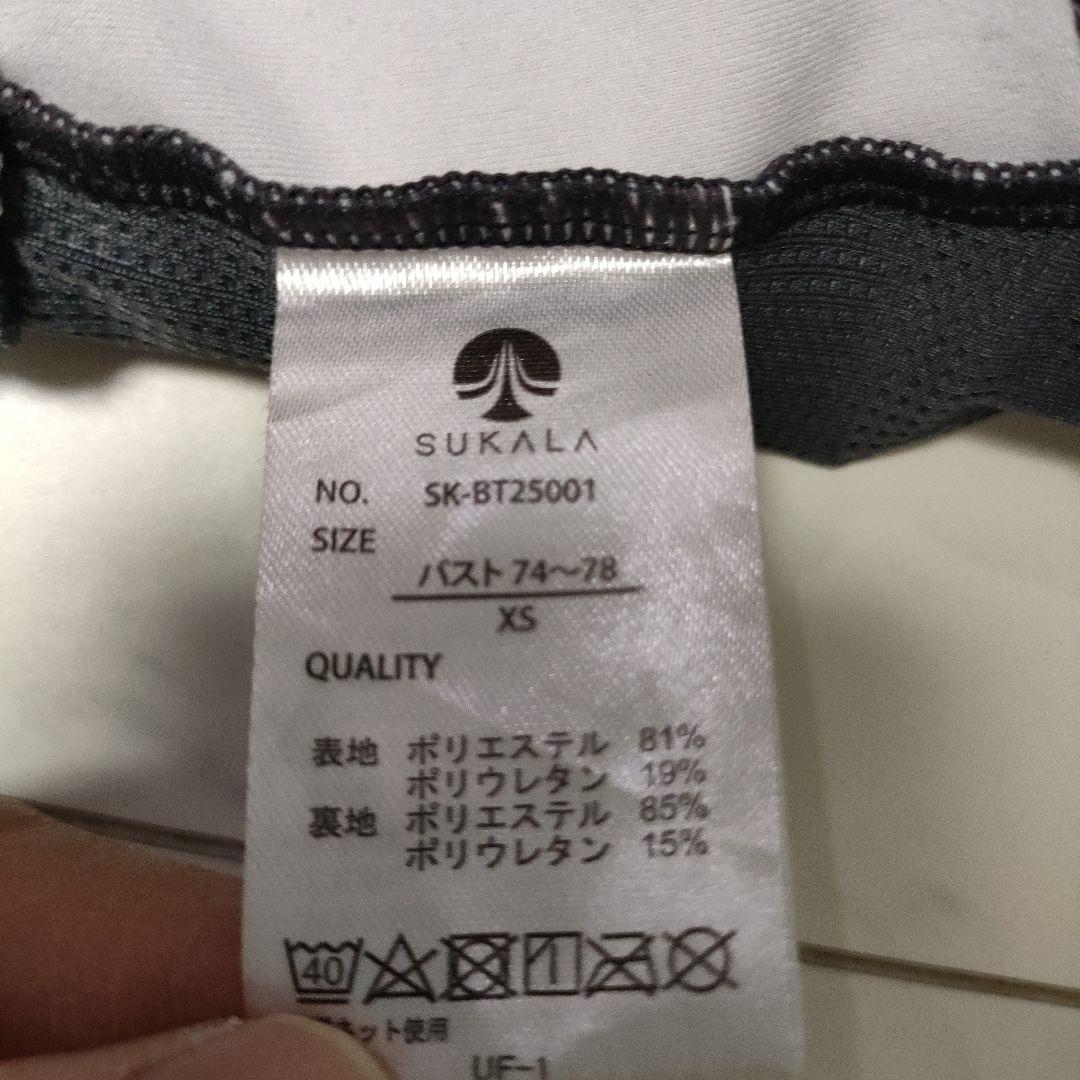 SUKALA
NO. SK-BT25001
SIZE
バスト 74〜78
XS
QUALITY
表地 ポリエステル 81%
ポリウレタン 19%
裏地 ポリエステル 85%
ポリウレタン 15%
40
ネット使用
UF-1